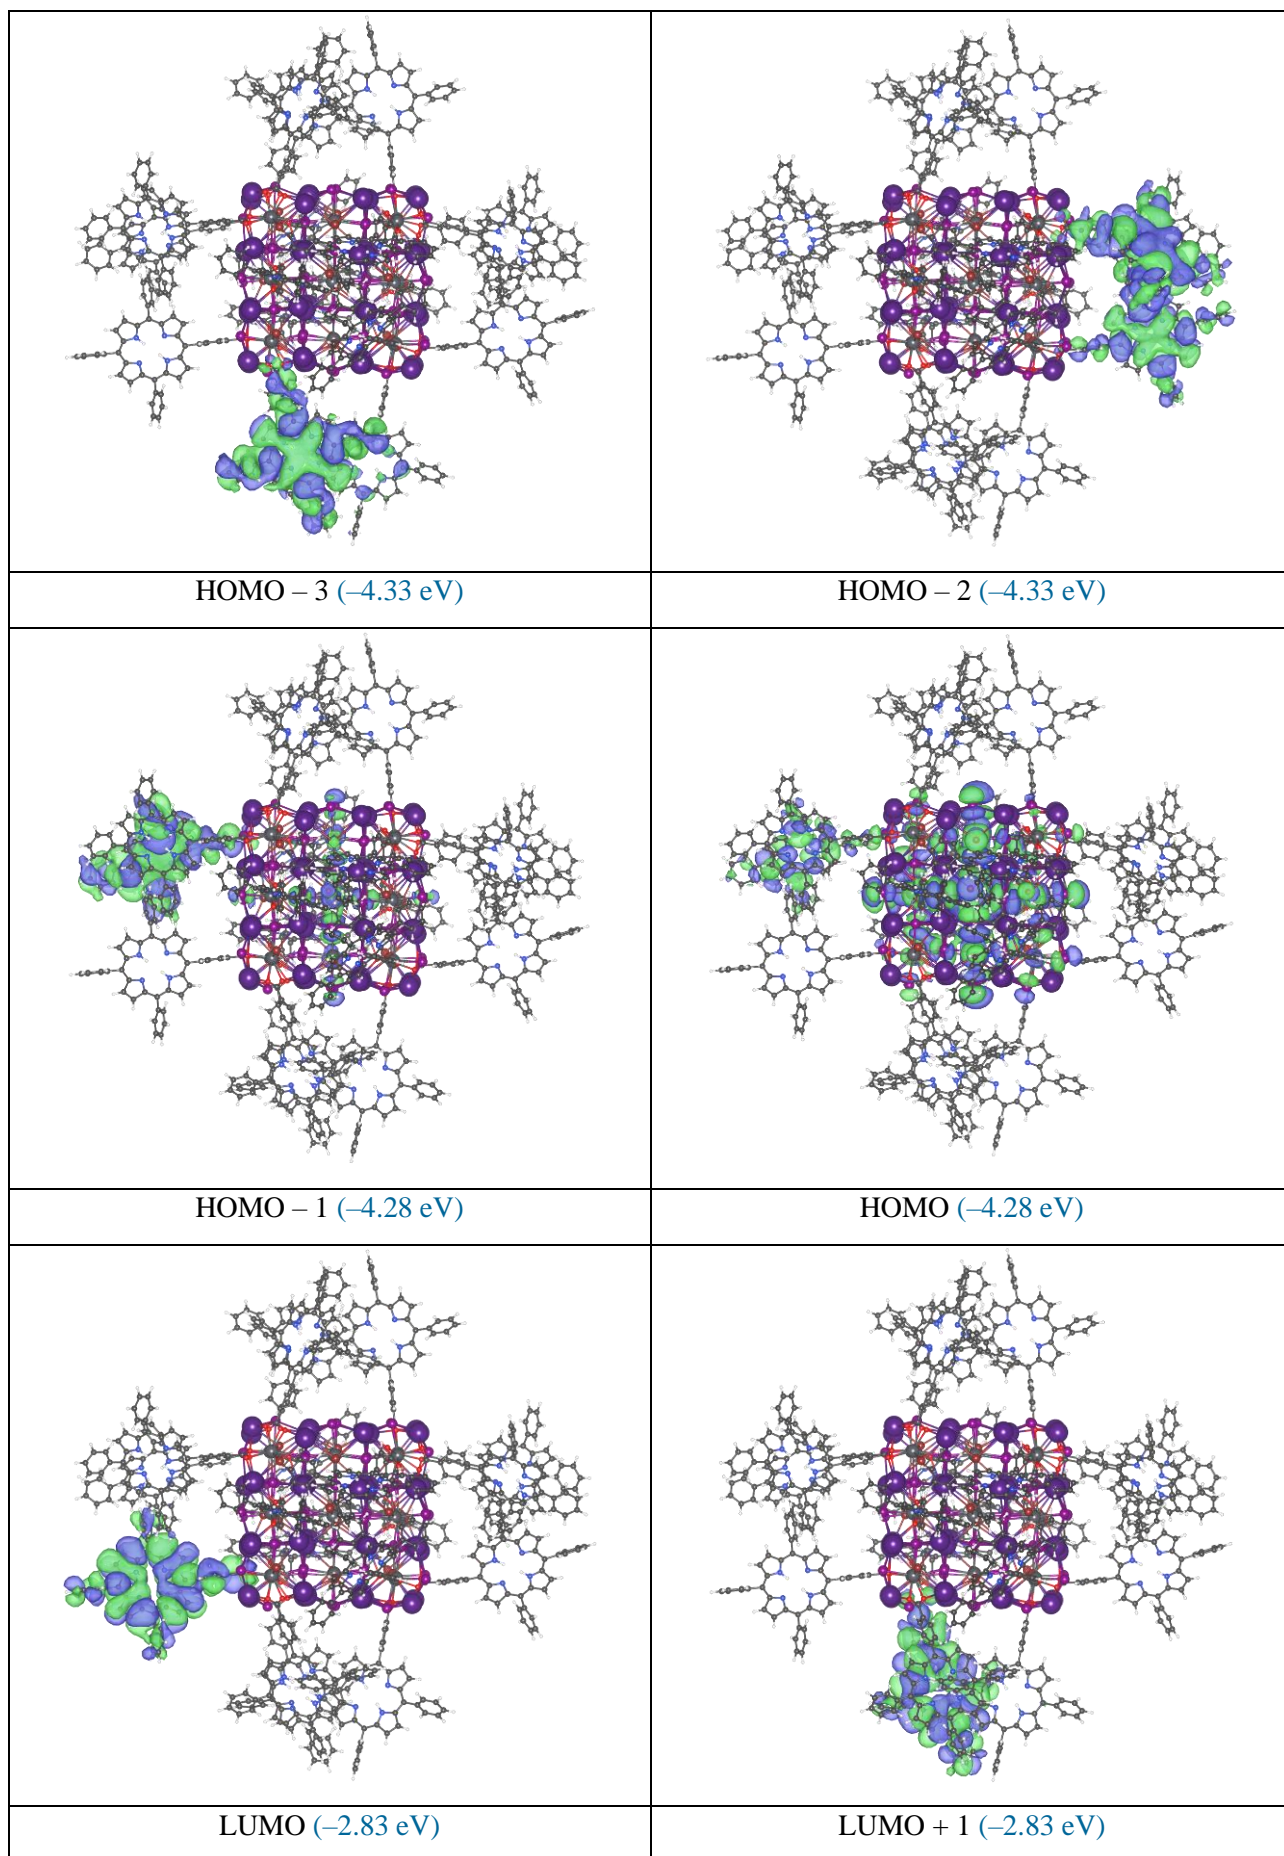 HOMO – 3 (–4.33 eV)
HOMO – 2 (–4.33 eV)
HOMO – 1 (–4.28 eV)
HOMO (–4.28 eV)
LUMO (–2.83 eV)
LUMO + 1 (–2.83 eV)